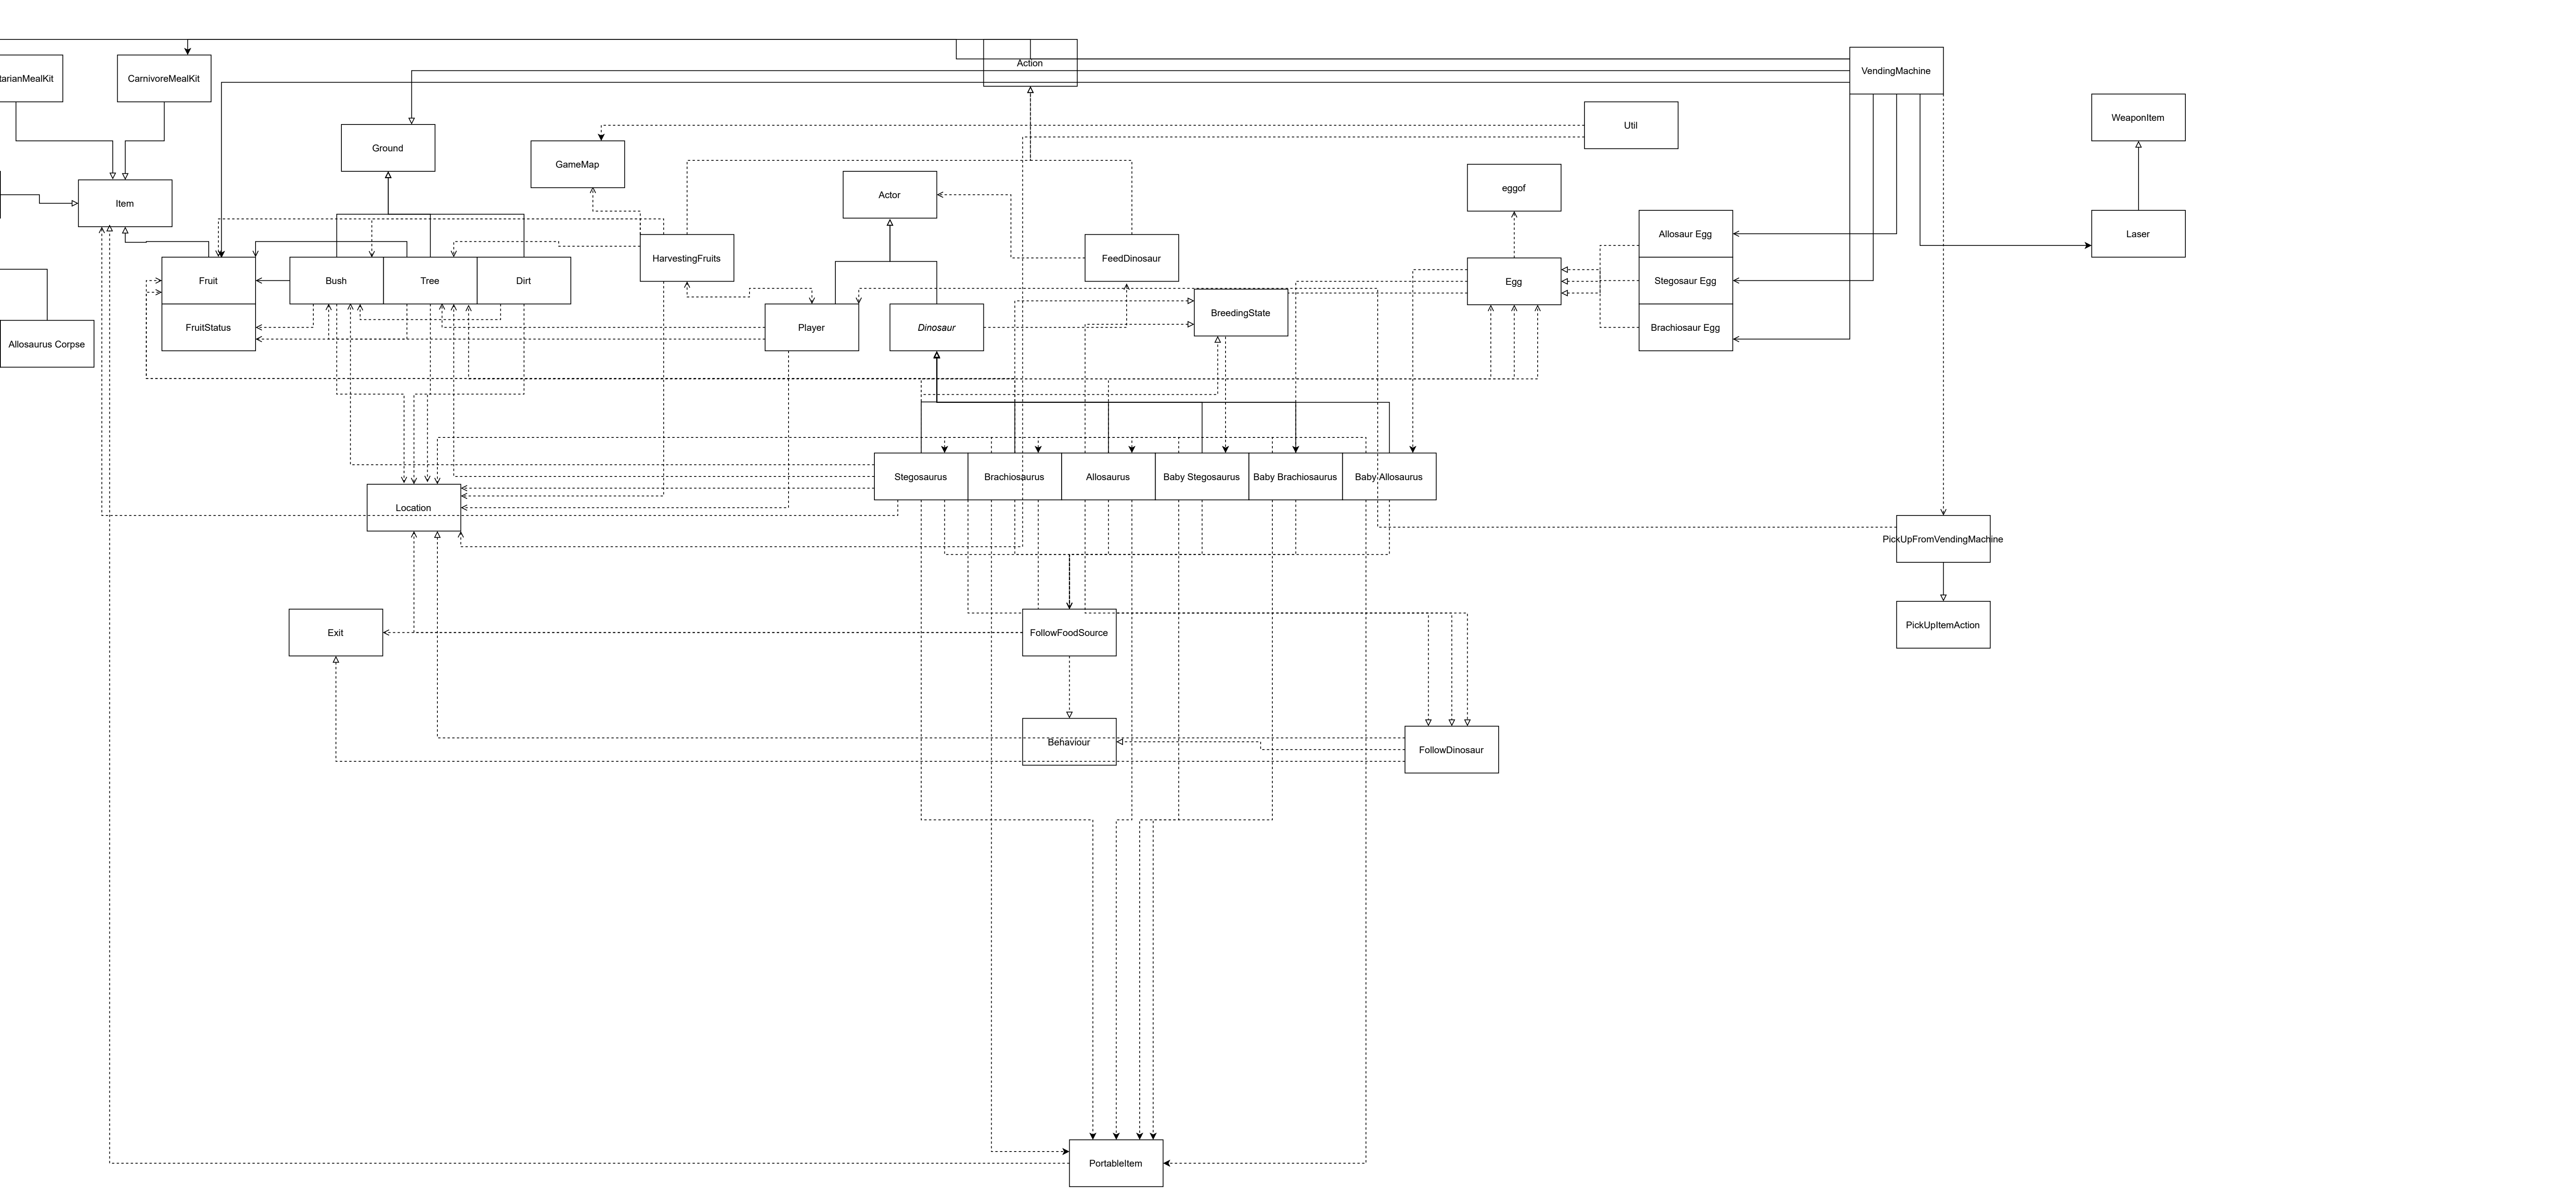 Action
VendingMachine
tarianMealKit
CarnivoreMealKit
WeaponItem
Util
Ground
GameMap
eggof
Actor
Item
Allosaur Egg
Laser
HarvestingFruits
FeedDinosaur
Fruit
Bush
Tree
Dirt
Egg
Stegosaur Egg
BreedingState
FruitStatus
Player
Dinosaur
Brachiosaur Egg
Allosaurus Corpse
Stegosaurus
Brachiosaurus
Allosaurus
Baby Stegosaurus
Baby Brachiosaurus
Baby Allosaurus
Location
PickUpFromVendingMachine
Exit
FollowFoodSource
PickUpItemAction
Behaviour
FollowDinosaur
PortableItem